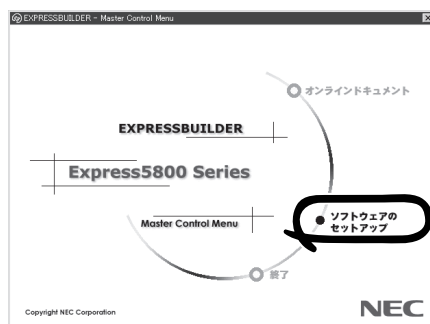 EXPRESSBUILDER - Master Control Menu
オンラインドキュメント
EXPRESSBUILDER
Express5800 Series
Master Control Menu
ソフトウェアの
セットアップ
終了
Copyright NEC Corporation
NEC